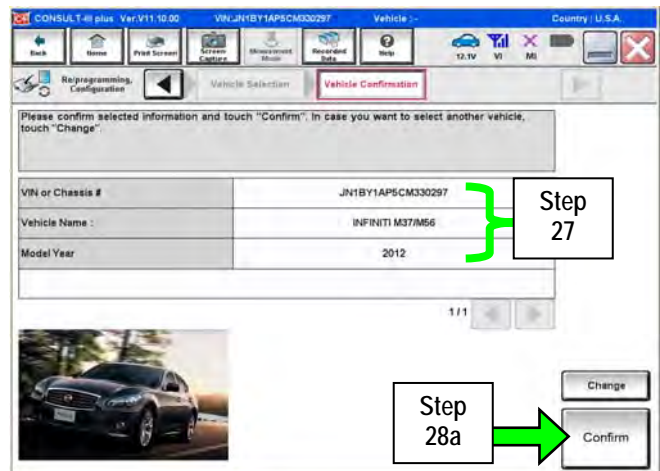 CONSULT-III plus Ver.V11.10.00 VIN:JN1BY1AP5CM330297 Vehicle : - Country : U.S.A.
Back Home Print Screen Screen Capture Measurement Mode Recorded Data Help 12.1V VI MI
Re/programming, Configuration Vehicle Selection Vehicle Confirmation
Please confirm selected information and touch "Confirm". In case you want to select another vehicle,
touch "Change".
VIN or Chassis # JN1BY1AP5CM330297
Vehicle Name : INFINITI M37/M56
Model Year 2012
Step
27
1/1
Change
Step
28a
Confirm